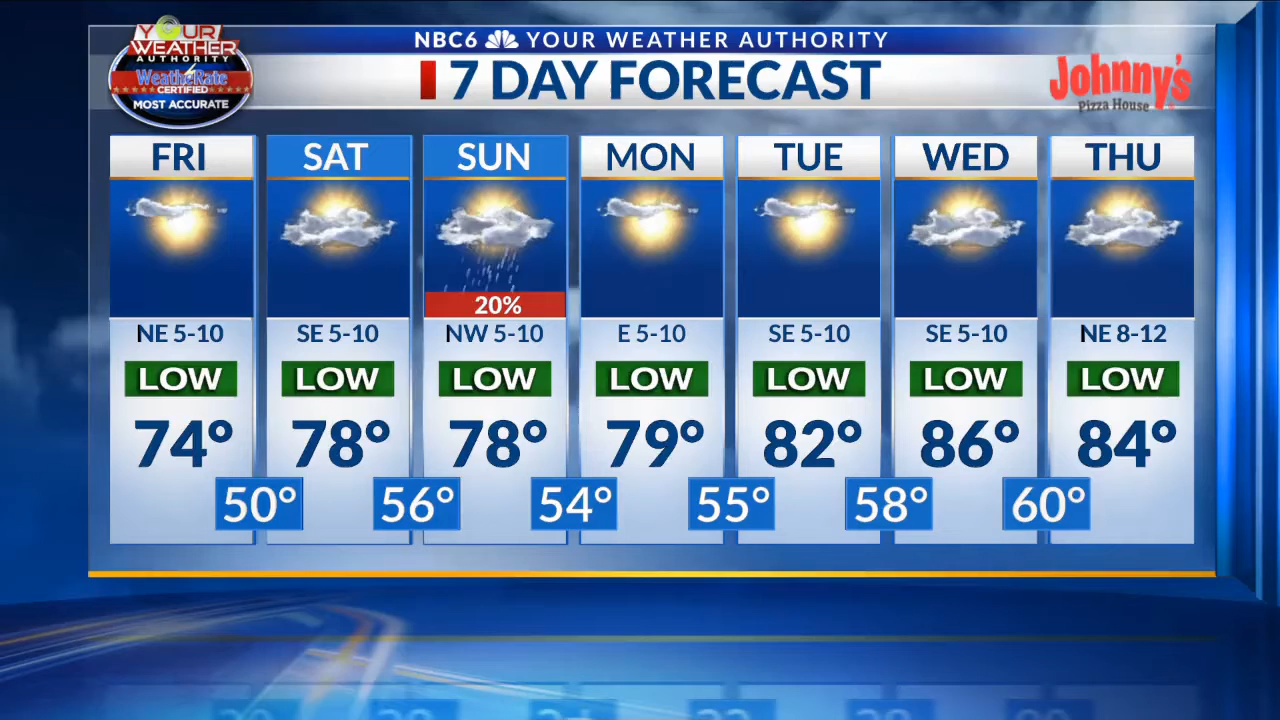 YOUR
WEATHER
AUTHORITY
WeatheRate
CERTIFIED
MOST ACCURATE
NBC6 YOUR WEATHER AUTHORITY
7 DAY FORECAST
Johnny's
Pizza House
FRI SAT SUN MON TUE WED THU
20%
NE 5-10 SE 5-10 NW 5-10 E 5-10 SE 5-10 SE 5-10 NE 8-12
LOW LOW LOW LOW LOW LOW LOW
74° 78° 78° 79° 82° 86° 84°
50° 56° 54° 55° 58° 60°